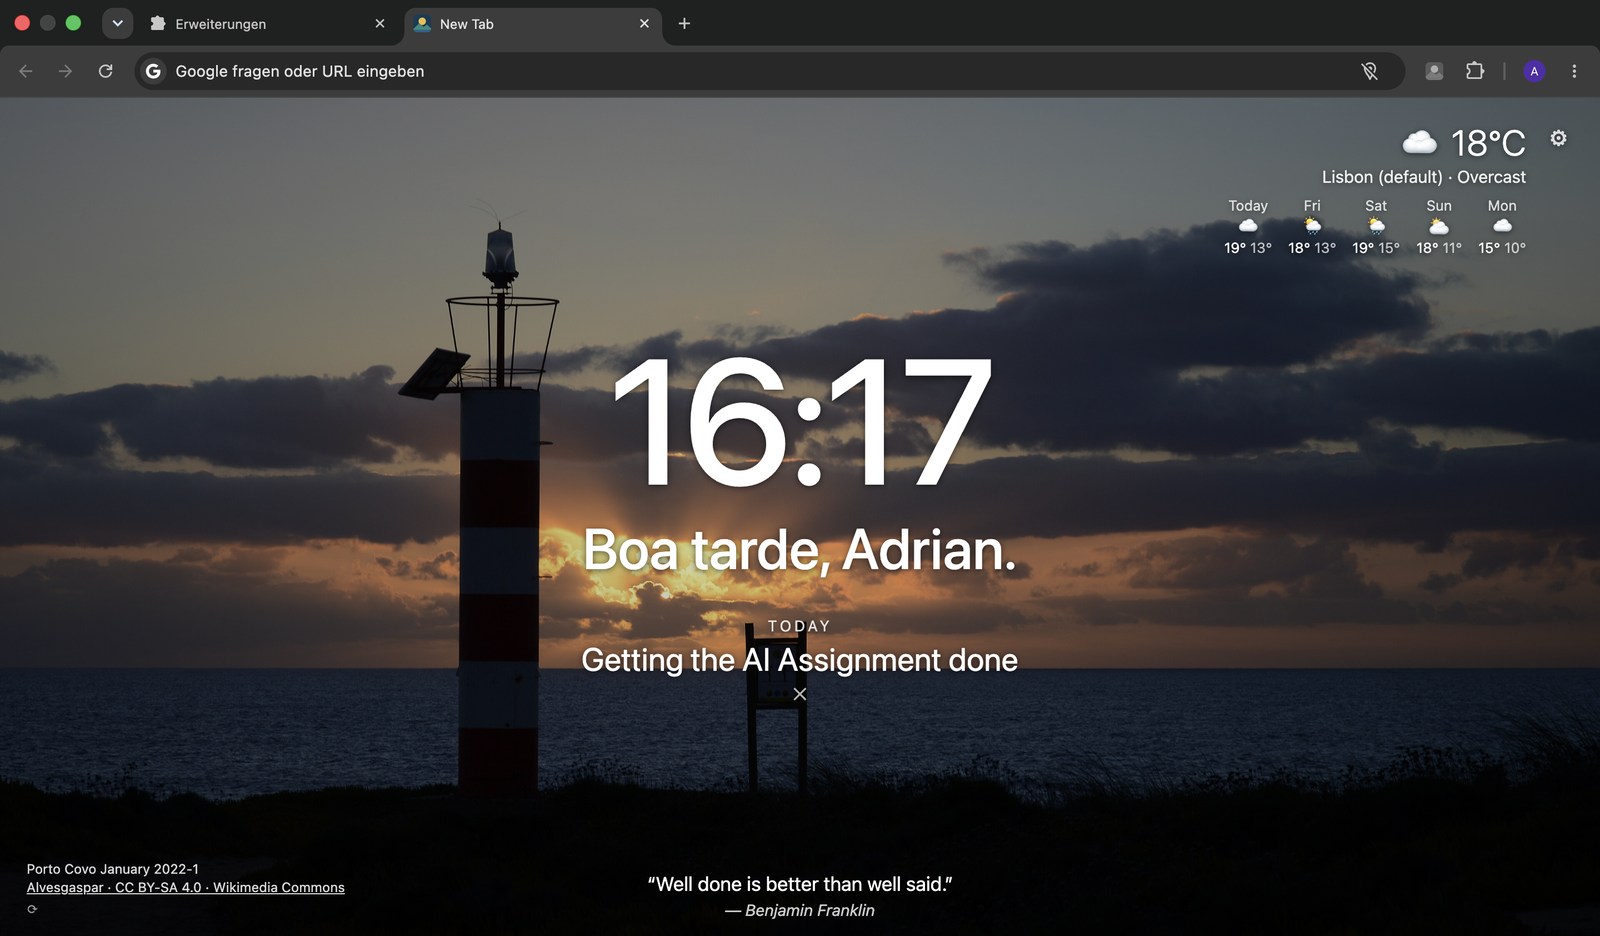 Erweiterungen
New Tab
Google fragen oder URL eingeben
A
18°C
Lisbon (default) · Overcast
Today Fri Sat Sun Mon
19° 13° 18° 13° 19° 15° 18° 11° 15° 10°
16:17
Boa tarde, Adrian.
TODAY
Getting the AI Assignment done
Porto Covo January 2022-1
Alvesgaspar · CC BY-SA 4.0 · Wikimedia Commons
“Well done is better than well said.”
— Benjamin Franklin